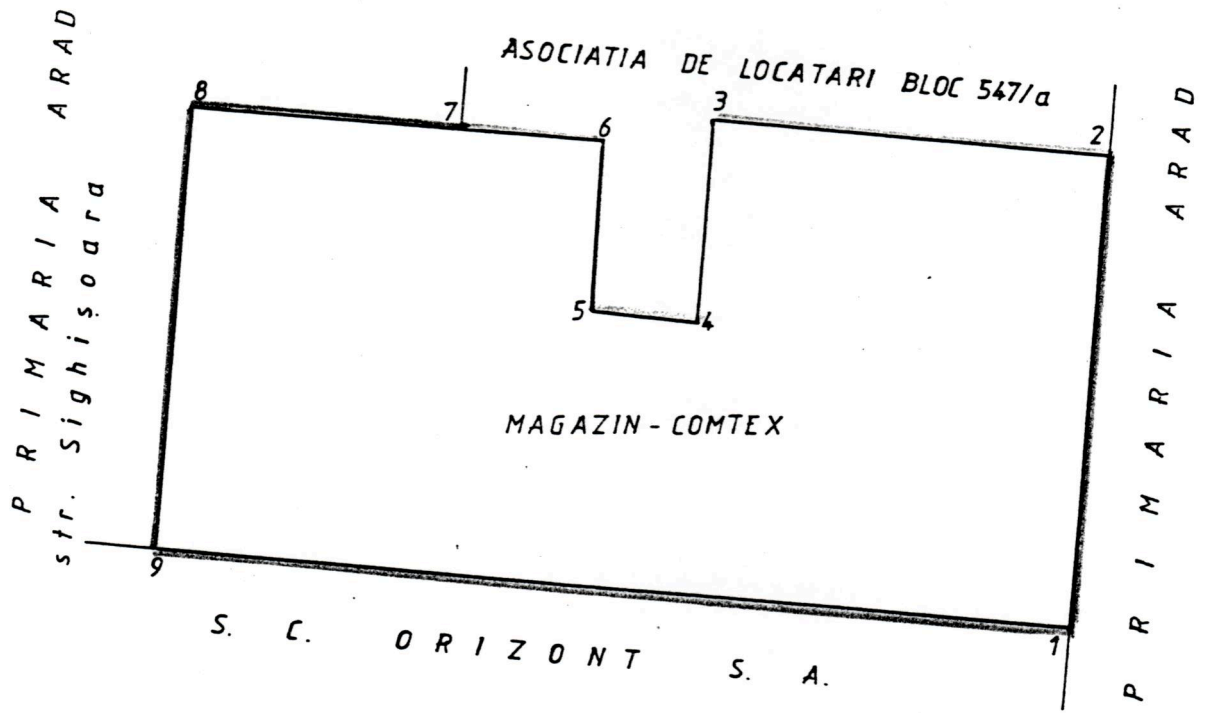 ASOCIATIA DE LOCATARI BLOC 547/a
PRIMARIA ARAD
str. Sighișoara
8
7
6
3
2
5
4
MAGAZIN - COMTEX
PRIMARIA ARAD
9
1
S. C. ORIZONT S. A.